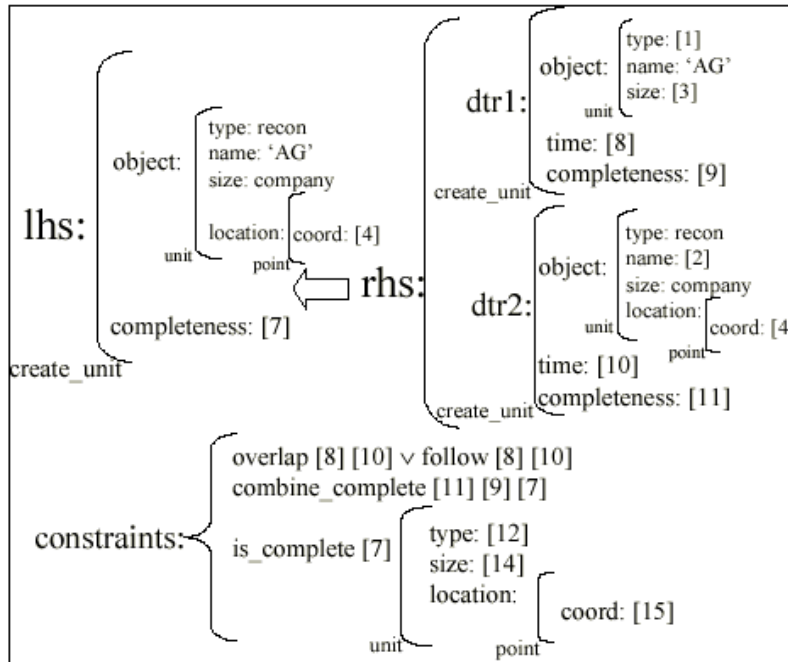 lhs:
object:
type: recon
name: ‘AG’
size: company
location:
coord: [4]
point
unit
completeness: [7]
create_unit
rhs:
dtr1:
object:
type: [1]
name: ‘AG’
size: [3]
unit
time: [8]
completeness: [9]
create_unit
dtr2:
object:
type: recon
name: [2]
size: company
location:
coord: [4
point
unit
time: [10]
completeness: [11]
create_unit
constraints:
overlap [8] [10] ∨ follow [8] [10]
combine_complete [11] [9] [7]
is_complete [7]
type: [12]
size: [14]
location:
coord: [15]
unit
point